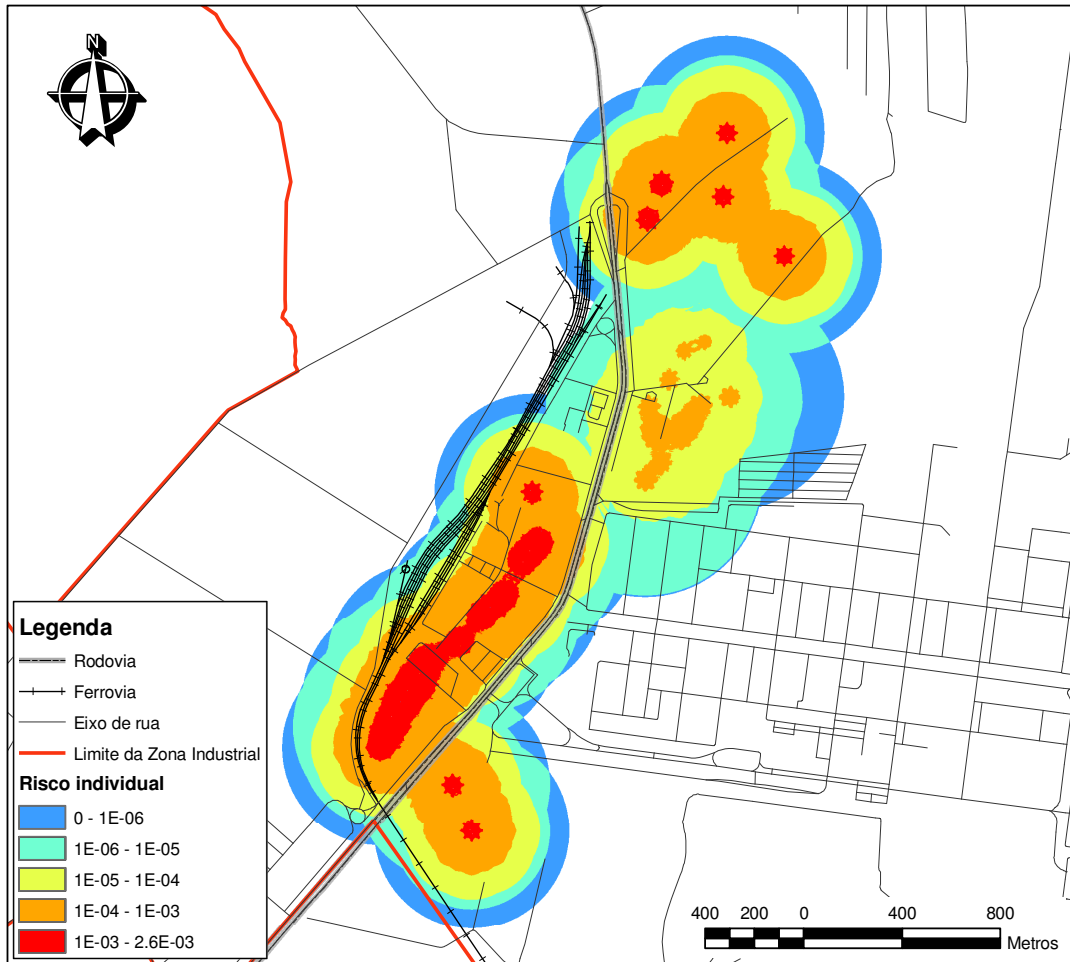 N
Legenda
Rodovia
Ferrovia
Eixo de rua
Limite da Zona Industrial
Risco individual
0 - 1E-06
1E-06 - 1E-05
1E-05 - 1E-04
1E-04 - 1E-03
1E-03 - 2.6E-03
400 200 0 400 800
Metros